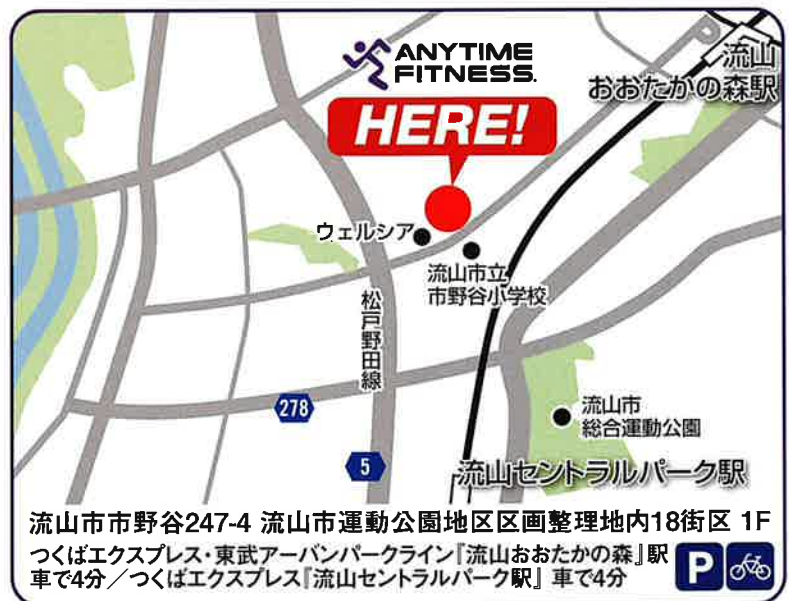 ANYTIME
FITNESS.
流山
おおたかの森駅
HERE!
ウェルシア
流山市立
市野谷小学校
松戸野田線
278
流山市
総合運動公園
5
流山セントラルパーク駅
流山市市野谷247-4 流山市運動公園地区区画整理地内18街区 1F
つくばエクスプレス・東武アーバンパークライン『流山おおたかの森』駅
車で4分／つくばエクスプレス『流山セントラルパーク駅』 車で4分
P